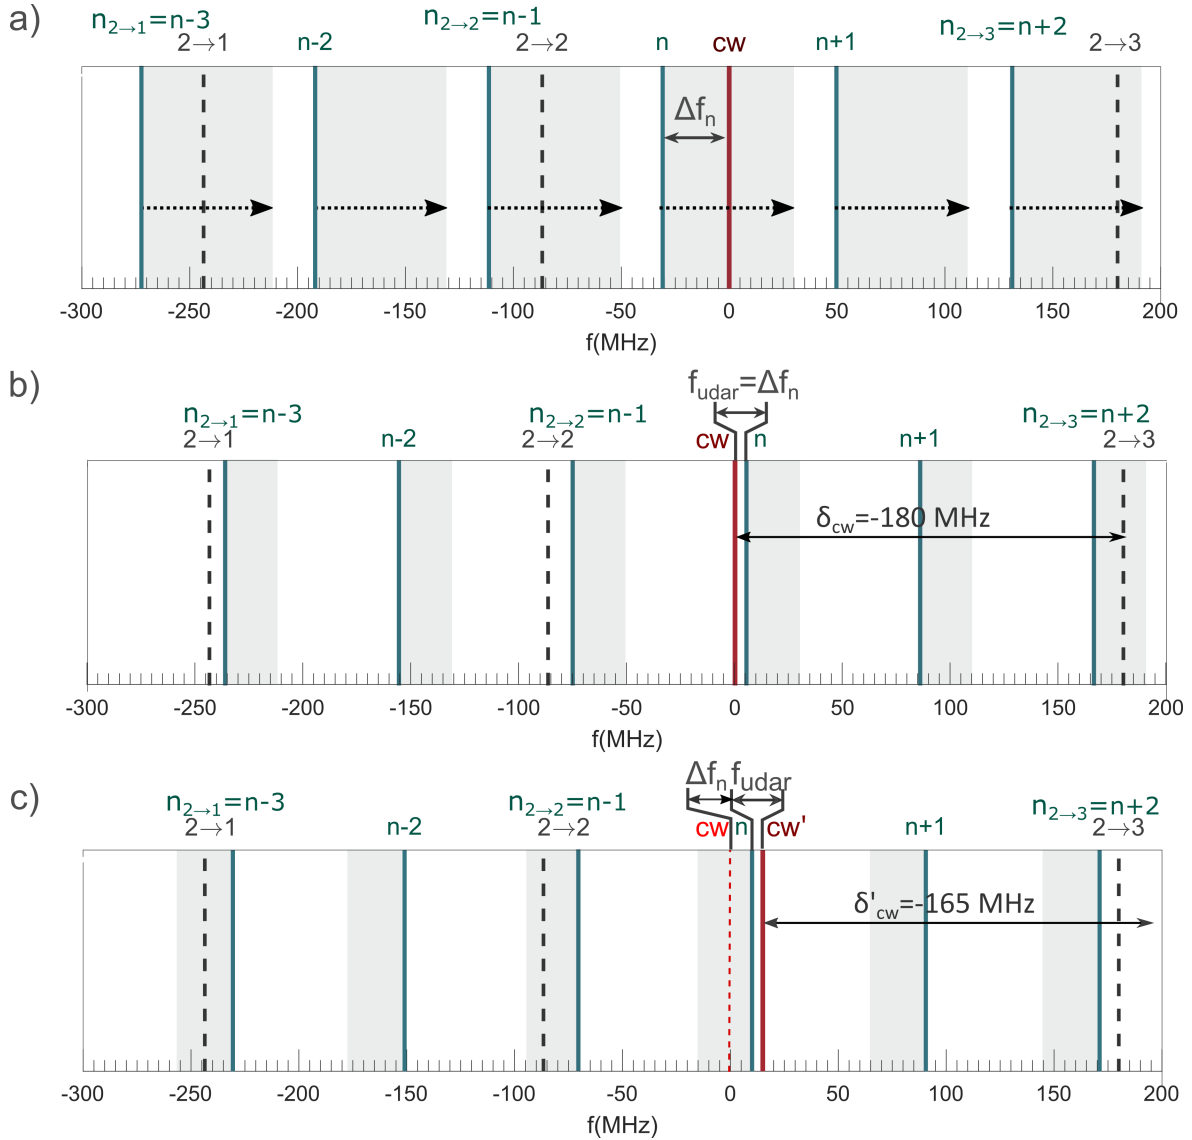 a)
n2→1=n-3
n2→2=n-1
n2→3=n+2
2→1
n-2
2→2
n
cw
n+1
2→3
Δfn
-300 -250 -200 -150 -100 -50 0 50 100 150 200
f(MHz)
b)
fudar=Δfn
n2→1=n-3
n2→2=n-1
n2→3=n+2
2→1
n-2
2→2
cw
n
n+1
2→3
δcw=-180 MHz
-300 -250 -200 -150 -100 -50 0 50 100 150 200
f(MHz)
c)
Δfn
fudar
n2→1=n-3
n2→2=n-1
n2→3=n+2
2→1
n-2
2→2
cw
n
cw'
n+1
2→3
δ'cw=-165 MHz
-300 -250 -200 -150 -100 -50 0 50 100 150 200
f(MHz)